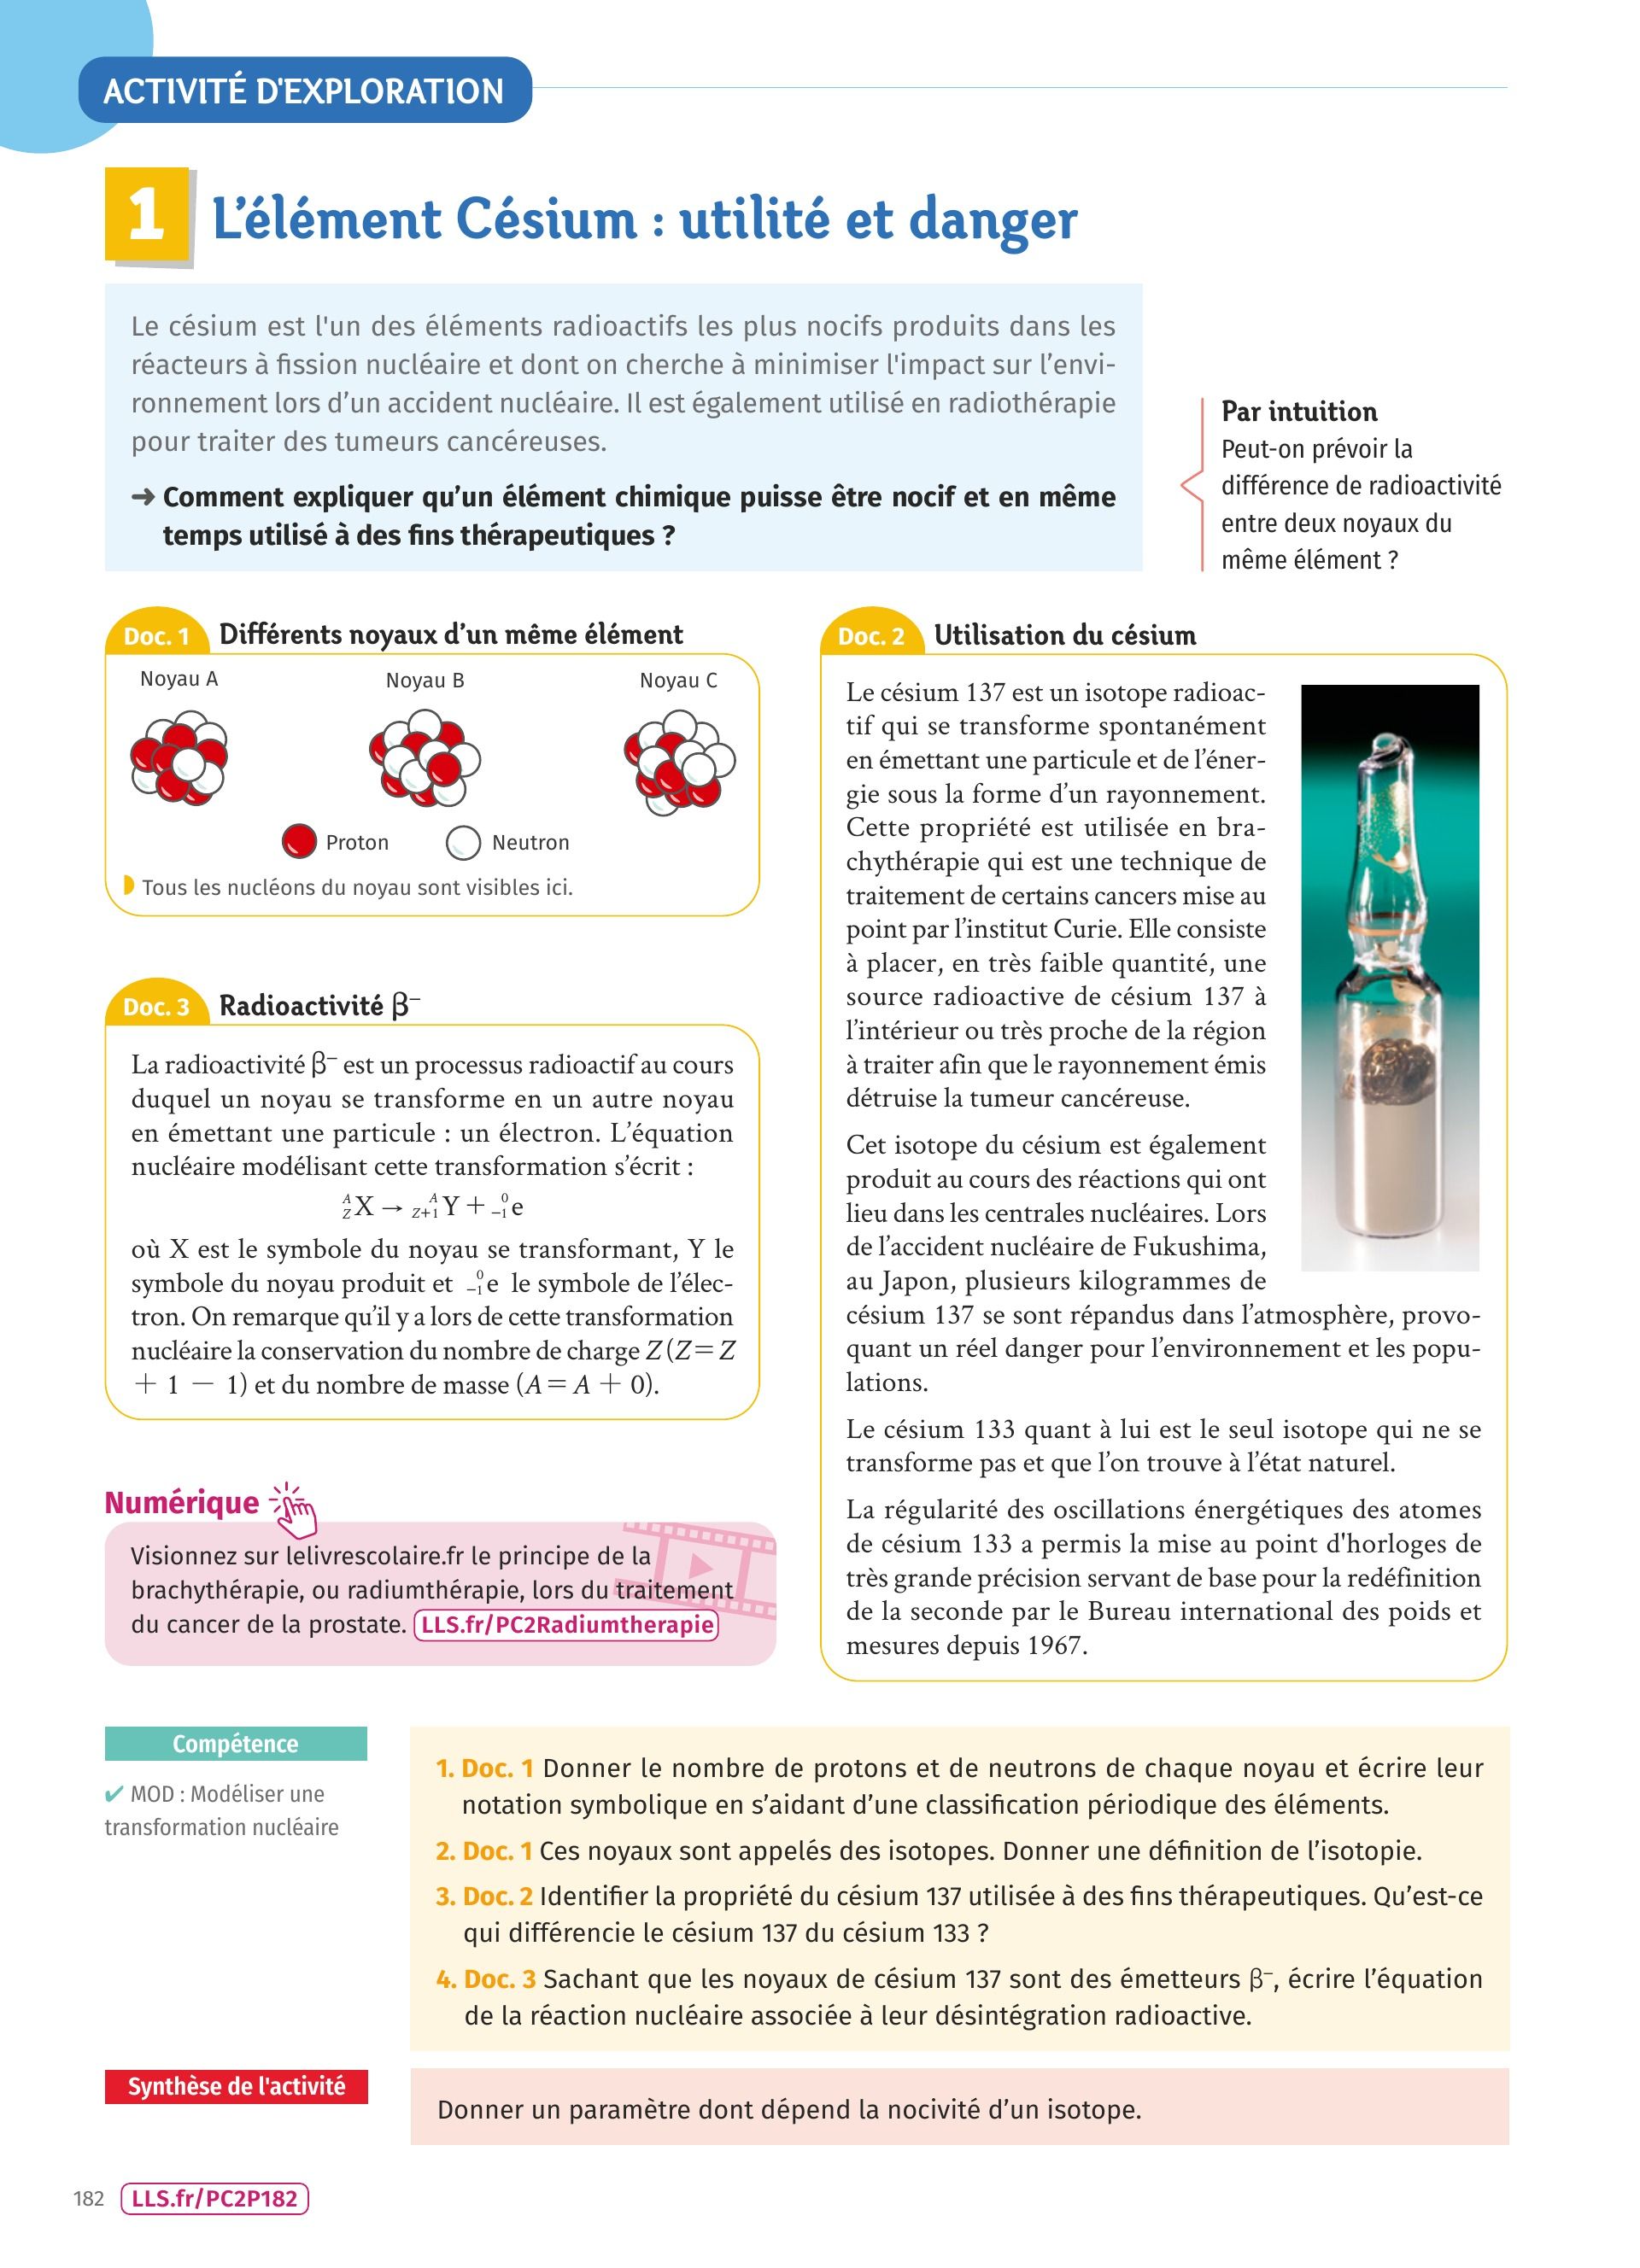 ACTIVITÉ D'EXPLORATION
1 L’élément Césium : utilité et danger
Le césium est l'un des éléments radioactifs les plus nocifs produits dans les
réacteurs à fission nucléaire et dont on cherche à minimiser l'impact sur l’envi-
ronnement lors d’un accident nucléaire. Il est également utilisé en radiothérapie
pour traiter des tumeurs cancéreuses.
➜ Comment expliquer qu’un élément chimique puisse être nocif et en même
temps utilisé à des fins thérapeutiques ?
Par intuition
Peut-on prévoir la
différence de radioactivité
entre deux noyaux du
même élément ?
Doc. 1 Différents noyaux d’un même élément
Noyau A Noyau B Noyau C
Proton Neutron
Tous les nucléons du noyau sont visibles ici.
Doc. 3 Radioactivité β⁻
La radioactivité β⁻ est un processus radioactif au cours
duquel un noyau se transforme en un autre noyau
en émettant une particule : un électron. L’équation
nucléaire modélisant cette transformation s’écrit :
{}^{A}_{Z}X → {}^{A}_{Z+1}Y + {}^{0}_{−1}e
où X est le symbole du noyau se transformant, Y le
symbole du noyau produit et {}^{0}_{−1}e le symbole de l’élec-
tron. On remarque qu’il y a lors de cette transformation
nucléaire la conservation du nombre de charge Z (Z = Z
+ 1 − 1) et du nombre de masse (A = A + 0).
Numérique
Visionnez sur lelivrescolaire.fr le principe de la
brachythérapie, ou radiumthérapie, lors du traitement
du cancer de la prostate. LLS.fr/PC2Radiumtherapie
Doc. 2 Utilisation du césium
Le césium 137 est un isotope radioac-
tif qui se transforme spontanément
en émettant une particule et de l’éner-
gie sous la forme d’un rayonnement.
Cette propriété est utilisée en bra-
chythérapie qui est une technique de
traitement de certains cancers mise au
point par l’institut Curie. Elle consiste
à placer, en très faible quantité, une
source radioactive de césium 137 à
l’intérieur ou très proche de la région
à traiter afin que le rayonnement émis
détruise la tumeur cancéreuse.
Cet isotope du césium est également
produit au cours des réactions qui ont
lieu dans les centrales nucléaires. Lors
de l’accident nucléaire de Fukushima,
au Japon, plusieurs kilogrammes de
césium 137 se sont répandus dans l’atmosphère, provo-
quant un réel danger pour l’environnement et les popu-
lations.
Le césium 133 quant à lui est le seul isotope qui ne se
transforme pas et que l’on trouve à l’état naturel.
La régularité des oscillations énergétiques des atomes
de césium 133 a permis la mise au point d'horloges de
très grande précision servant de base pour la redéfinition
de la seconde par le Bureau international des poids et
mesures depuis 1967.
Compétence
✔ MOD : Modéliser une
transformation nucléaire
1. Doc. 1 Donner le nombre de protons et de neutrons de chaque noyau et écrire leur
notation symbolique en s’aidant d’une classification périodique des éléments.
2. Doc. 1 Ces noyaux sont appelés des isotopes. Donner une définition de l’isotopie.
3. Doc. 2 Identifier la propriété du césium 137 utilisée à des fins thérapeutiques. Qu’est-ce
qui différencie le césium 137 du césium 133 ?
4. Doc. 3 Sachant que les noyaux de césium 137 sont des émetteurs β⁻, écrire l’équation
de la réaction nucléaire associée à leur désintégration radioactive.
Synthèse de l'activité
Donner un paramètre dont dépend la nocivité d’un isotope.
182 LLS.fr/PC2P182